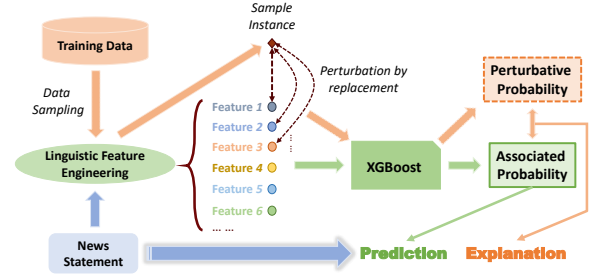 Sample
Instance
Training Data
Data
Sampling
Perturbation by
replacement
Perturbative
Probability
Feature 1
Feature 2
Feature 3
Feature 4
Feature 5
Feature 6
... ...
Linguistic Feature
Engineering
XGBoost
Associated
Probability
News
Statement
Prediction
Explanation